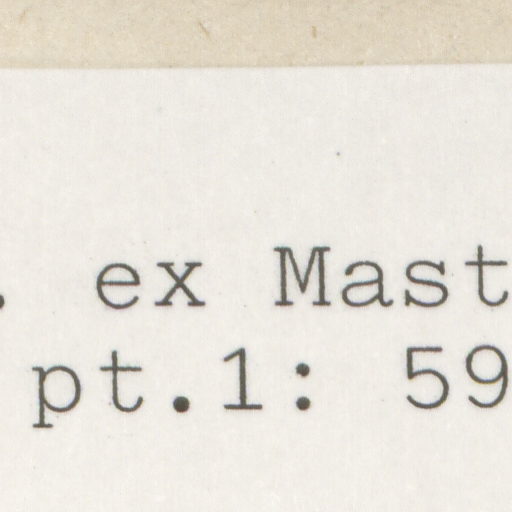 . ex Mast
pt.1: 59